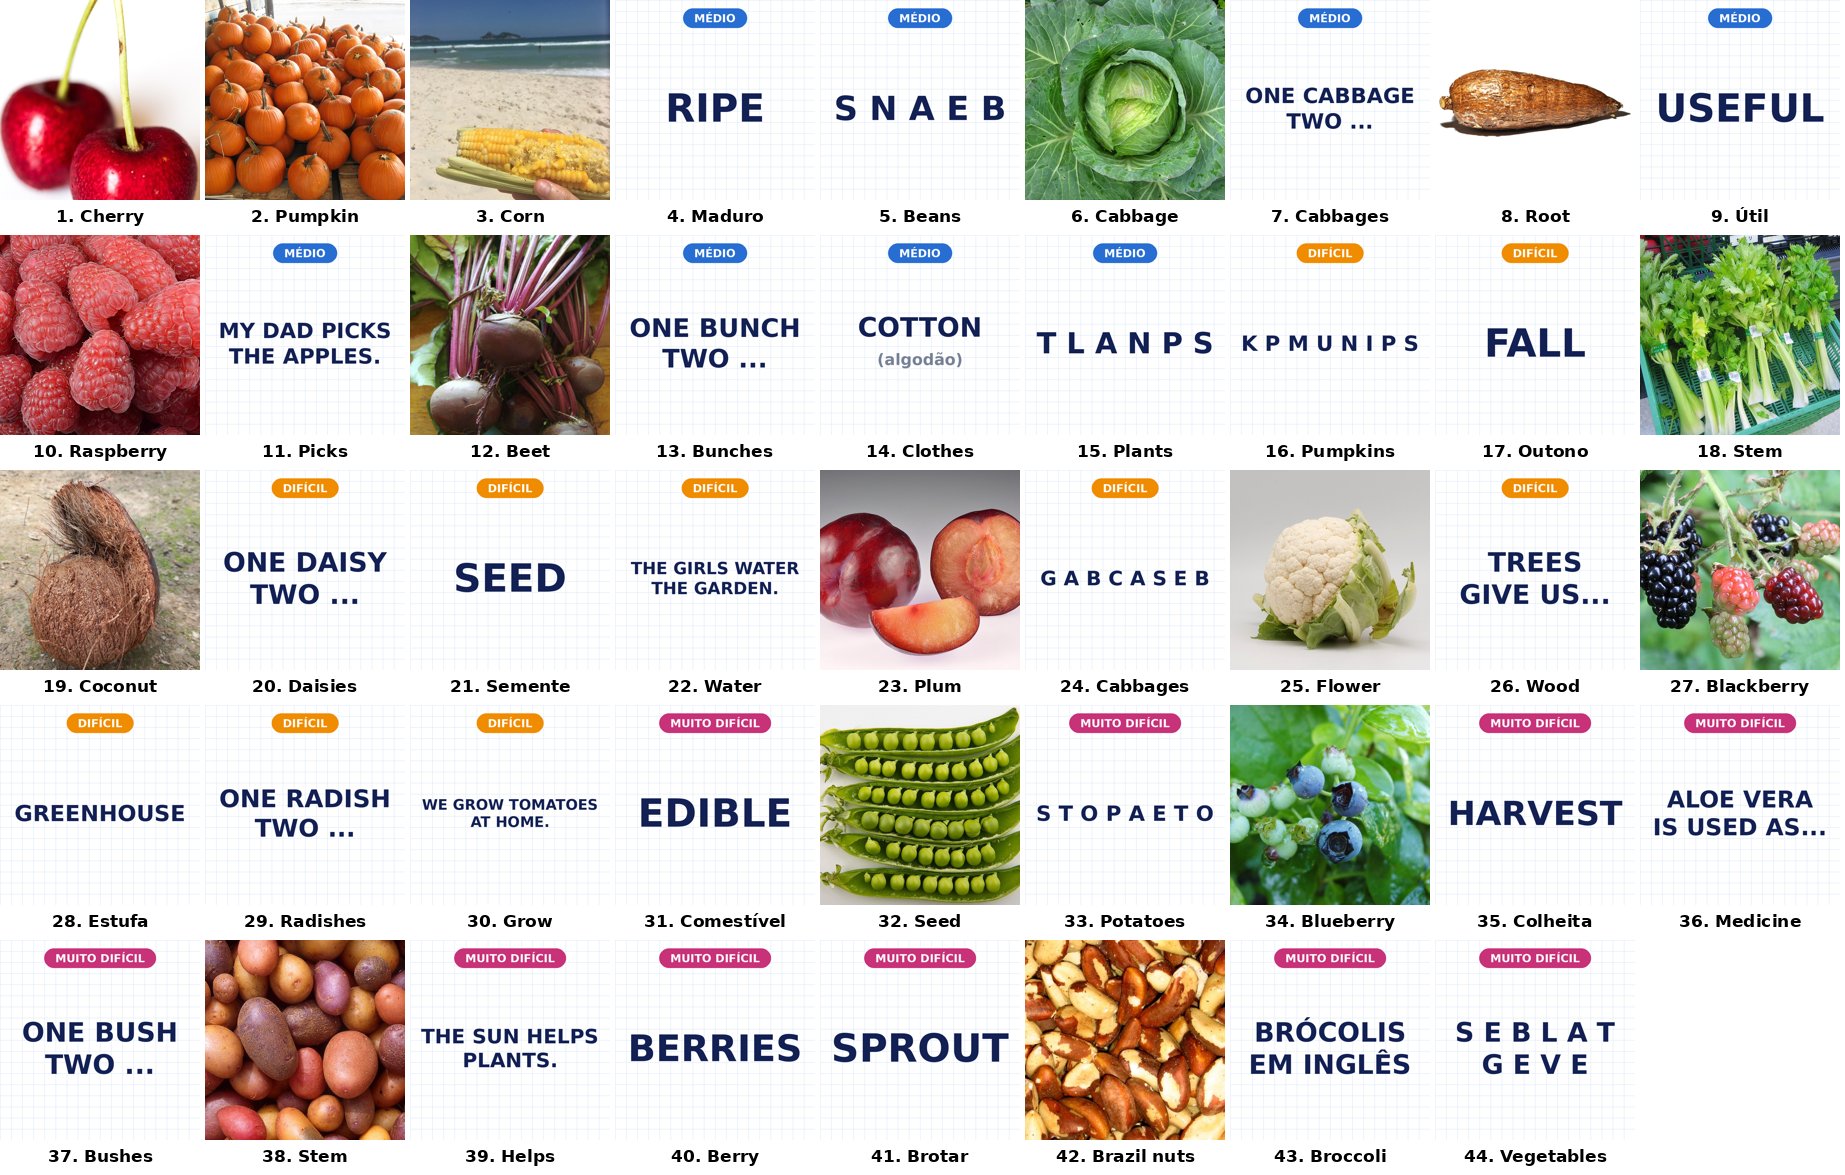 MÉDIO
MÉDIO
MÉDIO
MÉDIO
RIPE
S N A E B
ONE CABBAGE
TWO ...
USEFUL
1. Cherry
2. Pumpkin
3. Corn
4. Maduro
5. Beans
6. Cabbage
7. Cabbages
8. Root
9. Útil
MÉDIO
MÉDIO
MÉDIO
MÉDIO
DIFÍCIL
DIFÍCIL
MY DAD PICKS
THE APPLES.
ONE BUNCH
TWO ...
COTTON
(algodão)
T L A N P S
K P M U N I P S
FALL
10. Raspberry
11. Picks
12. Beet
13. Bunches
14. Clothes
15. Plants
16. Pumpkins
17. Outono
18. Stem
DIFÍCIL
DIFÍCIL
DIFÍCIL
DIFÍCIL
DIFÍCIL
ONE DAISY
TWO ...
SEED
THE GIRLS WATER
THE GARDEN.
G A B C A S E B
TREES
GIVE US...
19. Coconut
20. Daisies
21. Semente
22. Water
23. Plum
24. Cabbages
25. Flower
26. Wood
27. Blackberry
DIFÍCIL
DIFÍCIL
DIFÍCIL
MUITO DIFÍCIL
MUITO DIFÍCIL
MUITO DIFÍCIL
MUITO DIFÍCIL
GREENHOUSE
ONE RADISH
TWO ...
WE GROW TOMATOES
AT HOME.
EDIBLE
S T O P A E T O
HARVEST
ALOE VERA
IS USED AS...
28. Estufa
29. Radishes
30. Grow
31. Comestível
32. Seed
33. Potatoes
34. Blueberry
35. Colheita
36. Medicine
MUITO DIFÍCIL
MUITO DIFÍCIL
MUITO DIFÍCIL
MUITO DIFÍCIL
MUITO DIFÍCIL
MUITO DIFÍCIL
ONE BUSH
TWO ...
THE SUN HELPS
PLANTS.
BERRIES
SPROUT
BRÓCOLIS
EM INGLÊS
S E B L A T
G E V E
37. Bushes
38. Stem
39. Helps
40. Berry
41. Brotar
42. Brazil nuts
43. Broccoli
44. Vegetables